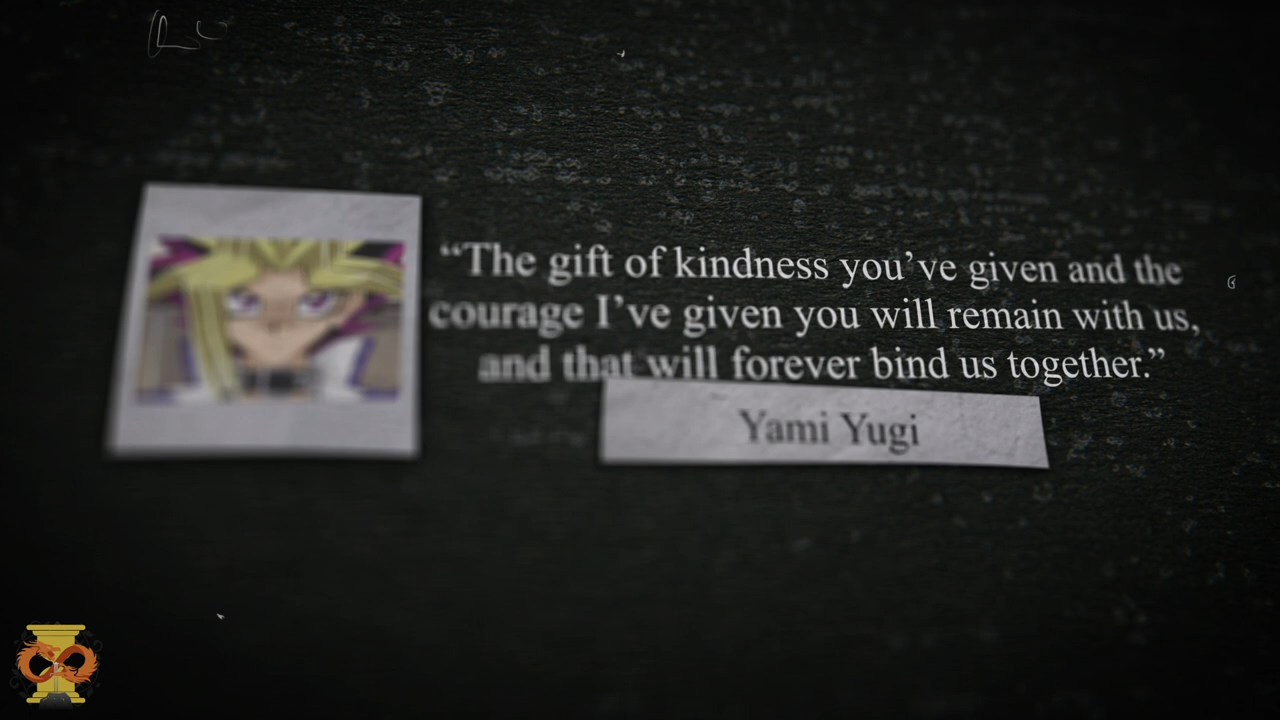 “The gift of kindness you’ve given and the
courage I’ve given you will remain with us,
and that will forever bind us together.”
Yami Yugi